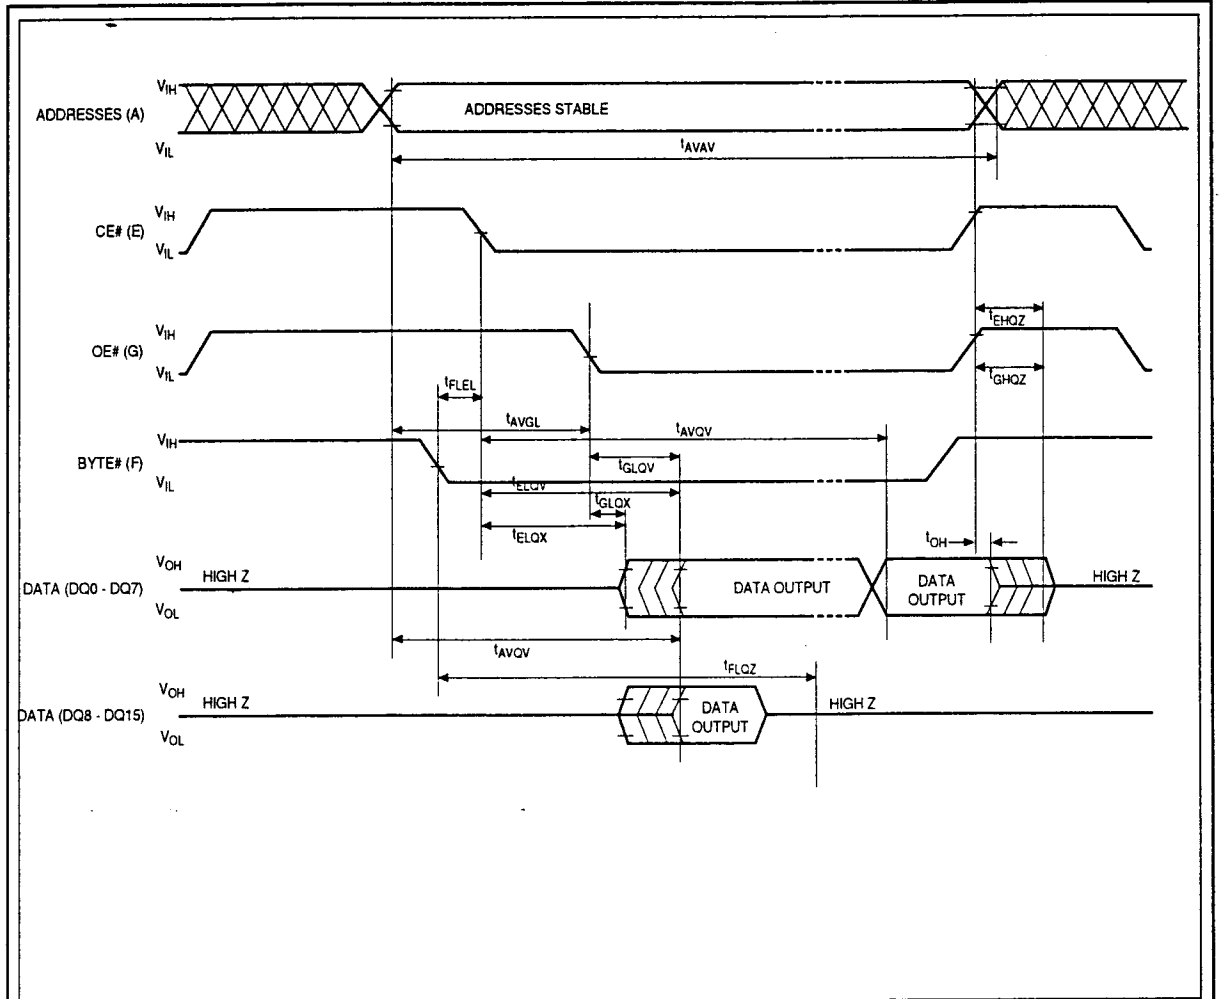 VIH
ADDRESSES (A)
ADDRESSES STABLE
VIL
tAVAV
VIH
CE# (E)
VIL
tEHQZ
VIH
OE# (G)
VIL
tGHQZ
tFLEL
tAVGL
tAVQV
VIH
BYTE# (F)
tGLQV
VIL
tELQV
tGLQX
tELQX
tOH
VOH
HIGH Z
DATA (DQ0 - DQ7)
DATA OUTPUT
DATA
OUTPUT
HIGH Z
VOL
tAVQV
tFLQZ
VOH
HIGH Z
DATA (DQ8 - DQ15)
DATA
OUTPUT
HIGH Z
VOL